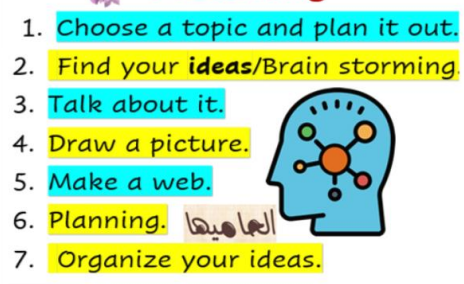 1. Choose a topic and plan it out.
2. Find your ideas/Brain storming.
3. Talk about it.
4. Draw a picture.
5. Make a web.
6. Planning.
7. Organize your ideas.